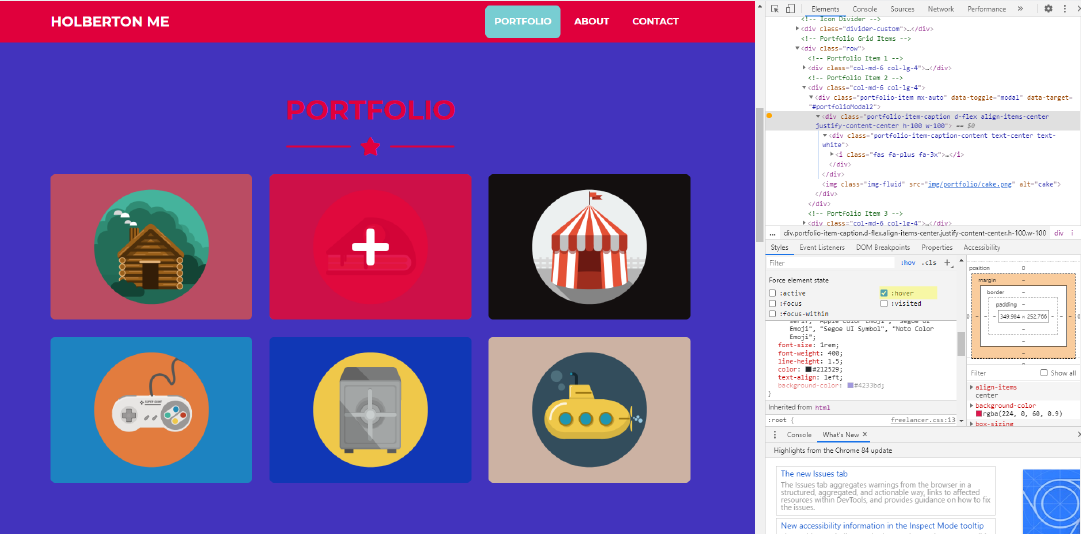 HOLBERTON ME
PORTFOLIO
ABOUT
CONTACT
PORTFOLIO
Elements Console Sources Network Performance »
<!-- Icon Divider -->
<div class="divider-custom">…</div>
<!-- Portfolio Grid Items -->
<div class="row">
<!-- Portfolio Item 1 -->
<div class="col-md-6 col-lg-4">…</div>
<!-- Portfolio Item 2 -->
<div class="col-md-6 col-lg-4">
<div class="portfolio-item mx-auto" data-toggle="modal" data-target=
"#portfolioModal2">
<div class="portfolio-item-caption d-flex align-items-center
justify-content-center h-100 w-100"> == $0
<div class="portfolio-item-caption-content text-center text-
white">
<i class="fas fa-plus fa-3x">…</i>
</div>
</div>
<img class="img-fluid" src="img/portfolio/cake.png" alt="cake">
</div>
</div>
<!-- Portfolio Item 3 -->
<div class="col-md-6 col-lg-4">…</div>
... div.portfolio-item-caption.d-flex.align-items-center.justify-content-center.h-100.w-100 div i
Styles Event Listeners DOM Breakpoints Properties Accessibility
Filter :hov .cls +
Force element state
:active :hover
:focus :visited
:focus-within
serif, "Apple Color Emoji", "Segoe UI
Emoji", "Segoe UI Symbol", "Noto Color
Emoji";
font-size: 1rem;
font-weight: 400;
line-height: 1.5;
color: #212529;
text-align: left;
background-color: #4233bd;
}
Inherited from html
:root { freelancer.css:13
position 0
margin –
border –
padding –
0 – – – 349.984 × 252.766 – – – 0
–
–
–
Filter Show all
align-items
center
background-color
rgba(224, 0, 60, 0.9)
box-sizing
Console What's New ×
Highlights from the Chrome 84 update
The new Issues tab
The Issues tab aggregates warnings from the browser in a
structured, aggregated, and actionable way, links to affected
resources within DevTools, and provides guidance on how to fix
the issues.
New accessibility information in the Inspect Mode tooltip